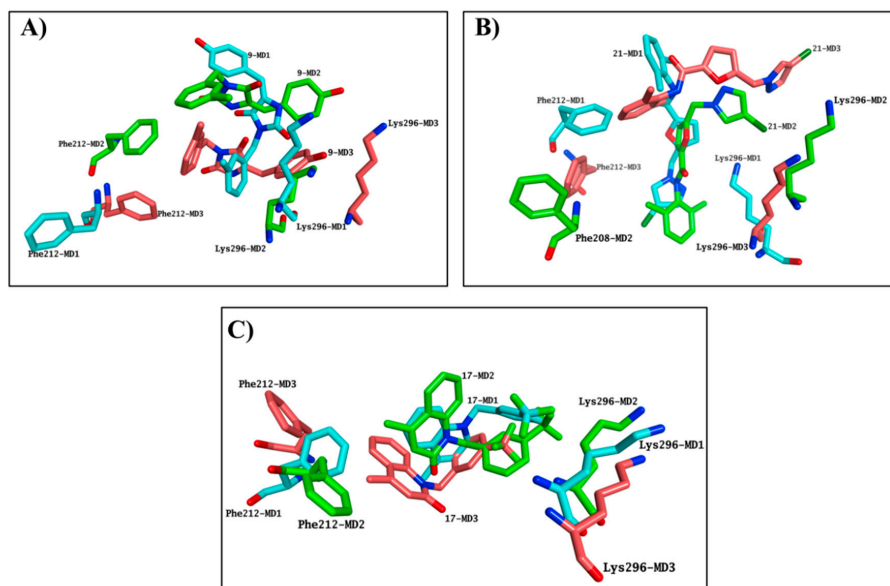 A)
9-MD1
9-MD2
Lys296-MD3
Phe212-MD2
9-MD3
Phe212-MD3
Lys296-MD1
Lys296-MD2
Phe212-MD1
B)
21-MD1
21-MD3
Lys296-MD2
Phe212-MD1
21-MD2
Phe212-MD3
Lys296-MD1
Phe208-MD2
Lys296-MD3
C)
17-MD2
Phe212-MD3
17-MD1
Lys296-MD2
Lys296-MD1
Phe212-MD1
17-MD3
Phe212-MD2
Lys296-MD3